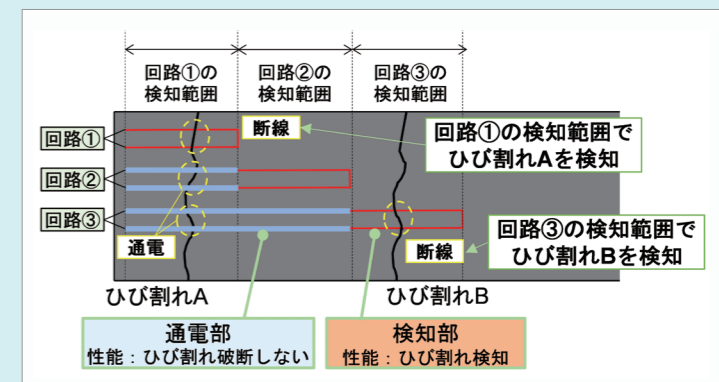 回路①の
検知範囲
回路②の
検知範囲
回路③の
検知範囲
回路①
断線
回路①の検知範囲で
ひび割れAを検知
回路②
回路③
通電
断線
回路③の検知範囲で
ひび割れBを検知
ひび割れA
ひび割れB
通電部
性能：ひび割れ破断しない
検知部
性能：ひび割れ検知